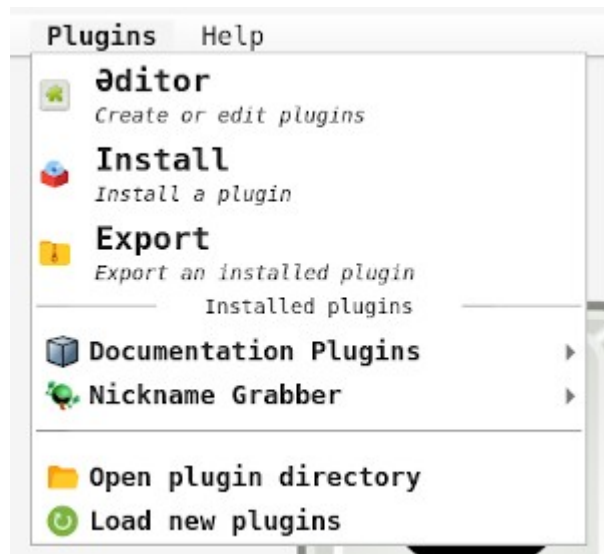 Plugins Help
Əditor
Create or edit plugins
Install
Install a plugin
Export
Export an installed plugin
Installed plugins
Documentation Plugins
Nickname Grabber
Open plugin directory
Load new plugins